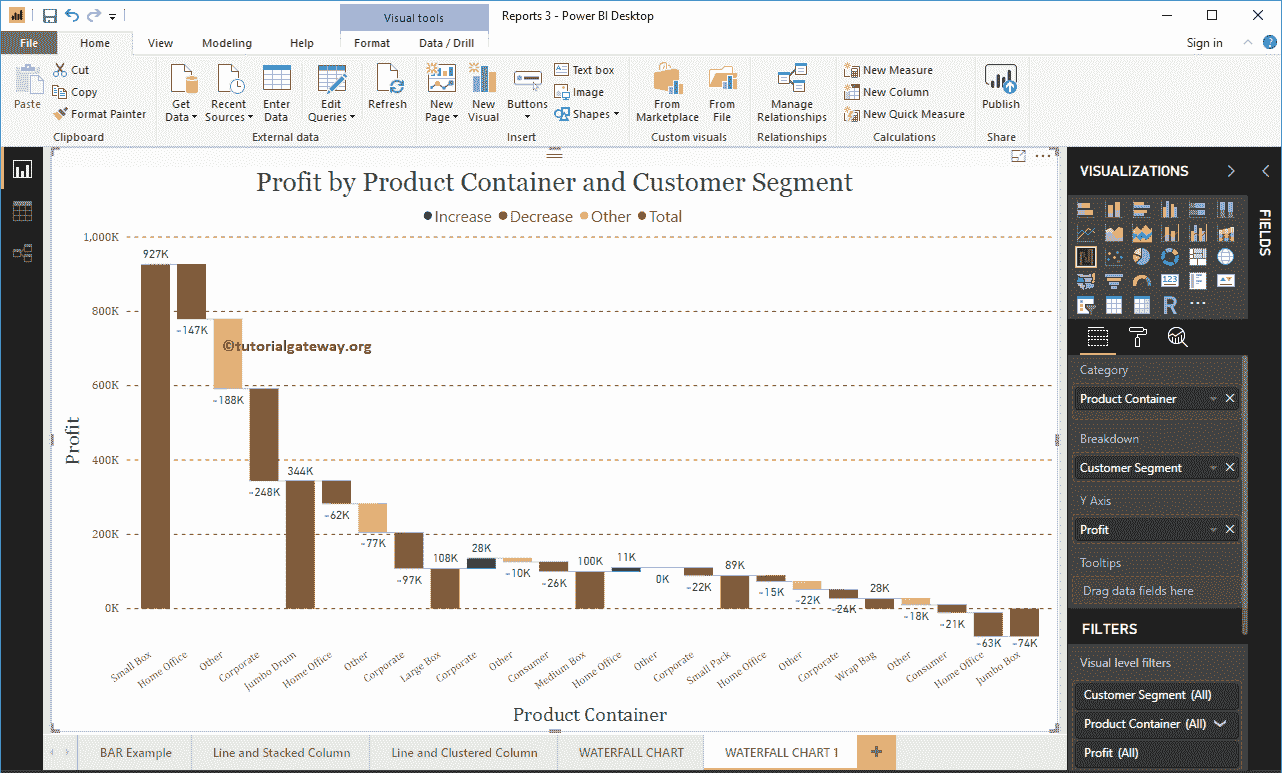 Visual tools
Reports 3 - Power BI Desktop
File Home View Modeling Help Format Data / Drill Sign in
Paste
Cut
Copy
Format Painter
Clipboard
Get Data
Recent Sources
Enter Data
Edit Queries
External data
Refresh
New Page
New Visual
Buttons
Text box
Image
Shapes
Insert
From Marketplace
From File
Custom visuals
Manage Relationships
Relationships
New Measure
New Column
New Quick Measure
Calculations
Publish
Share
Profit by Product Container and Customer Segment
Increase Decrease Other Total
Profit
1,000K
800K
600K
400K
200K
0K
927K
-147K
-188K
-248K
344K
-62K
-77K
-97K
108K
28K
-10K
-26K
100K
11K
0K
-22K
89K
-15K
-22K
-24K
28K
-18K
-21K
-63K
-74K
©tutorialgateway.org
Small Box
Home Office
Other
Corporate
Jumbo Drum
Home Office
Other
Corporate
Large Box
Corporate
Other
Consumer
Medium Box
Home Office
Other
Corporate
Small Pack
Home Office
Other
Corporate
Wrap Bag
Other
Consumer
Home Office
Jumbo Box
Product Container
VISUALIZATIONS
FIELDS
123
R
Category
Product Container
Breakdown
Customer Segment
Y Axis
Profit
Tooltips
Drag data fields here
FILTERS
Visual level filters
Customer Segment (All)
Product Container (All)
Profit (All)
BAR Example
Line and Stacked Column
Line and Clustered Column
WATERFALL CHART
WATERFALL CHART 1